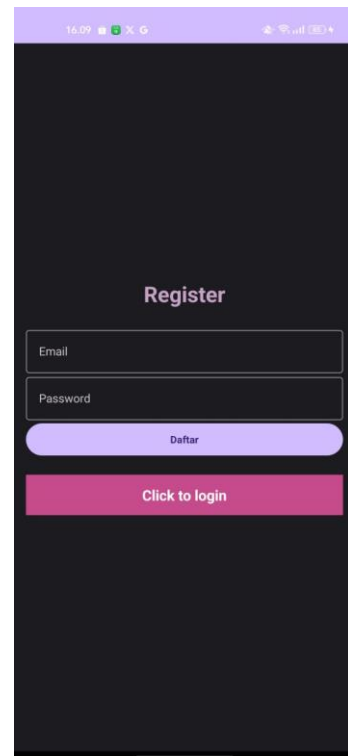 16.09 X G
Register
Email
Password
Daftar
Click to login